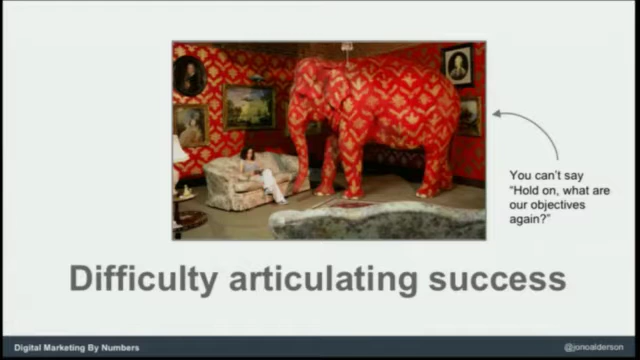 You can't say
"Hold on, what are
our objectives
again?"
Difficulty articulating success
Digital Marketing By Numbers
@jonoalderson